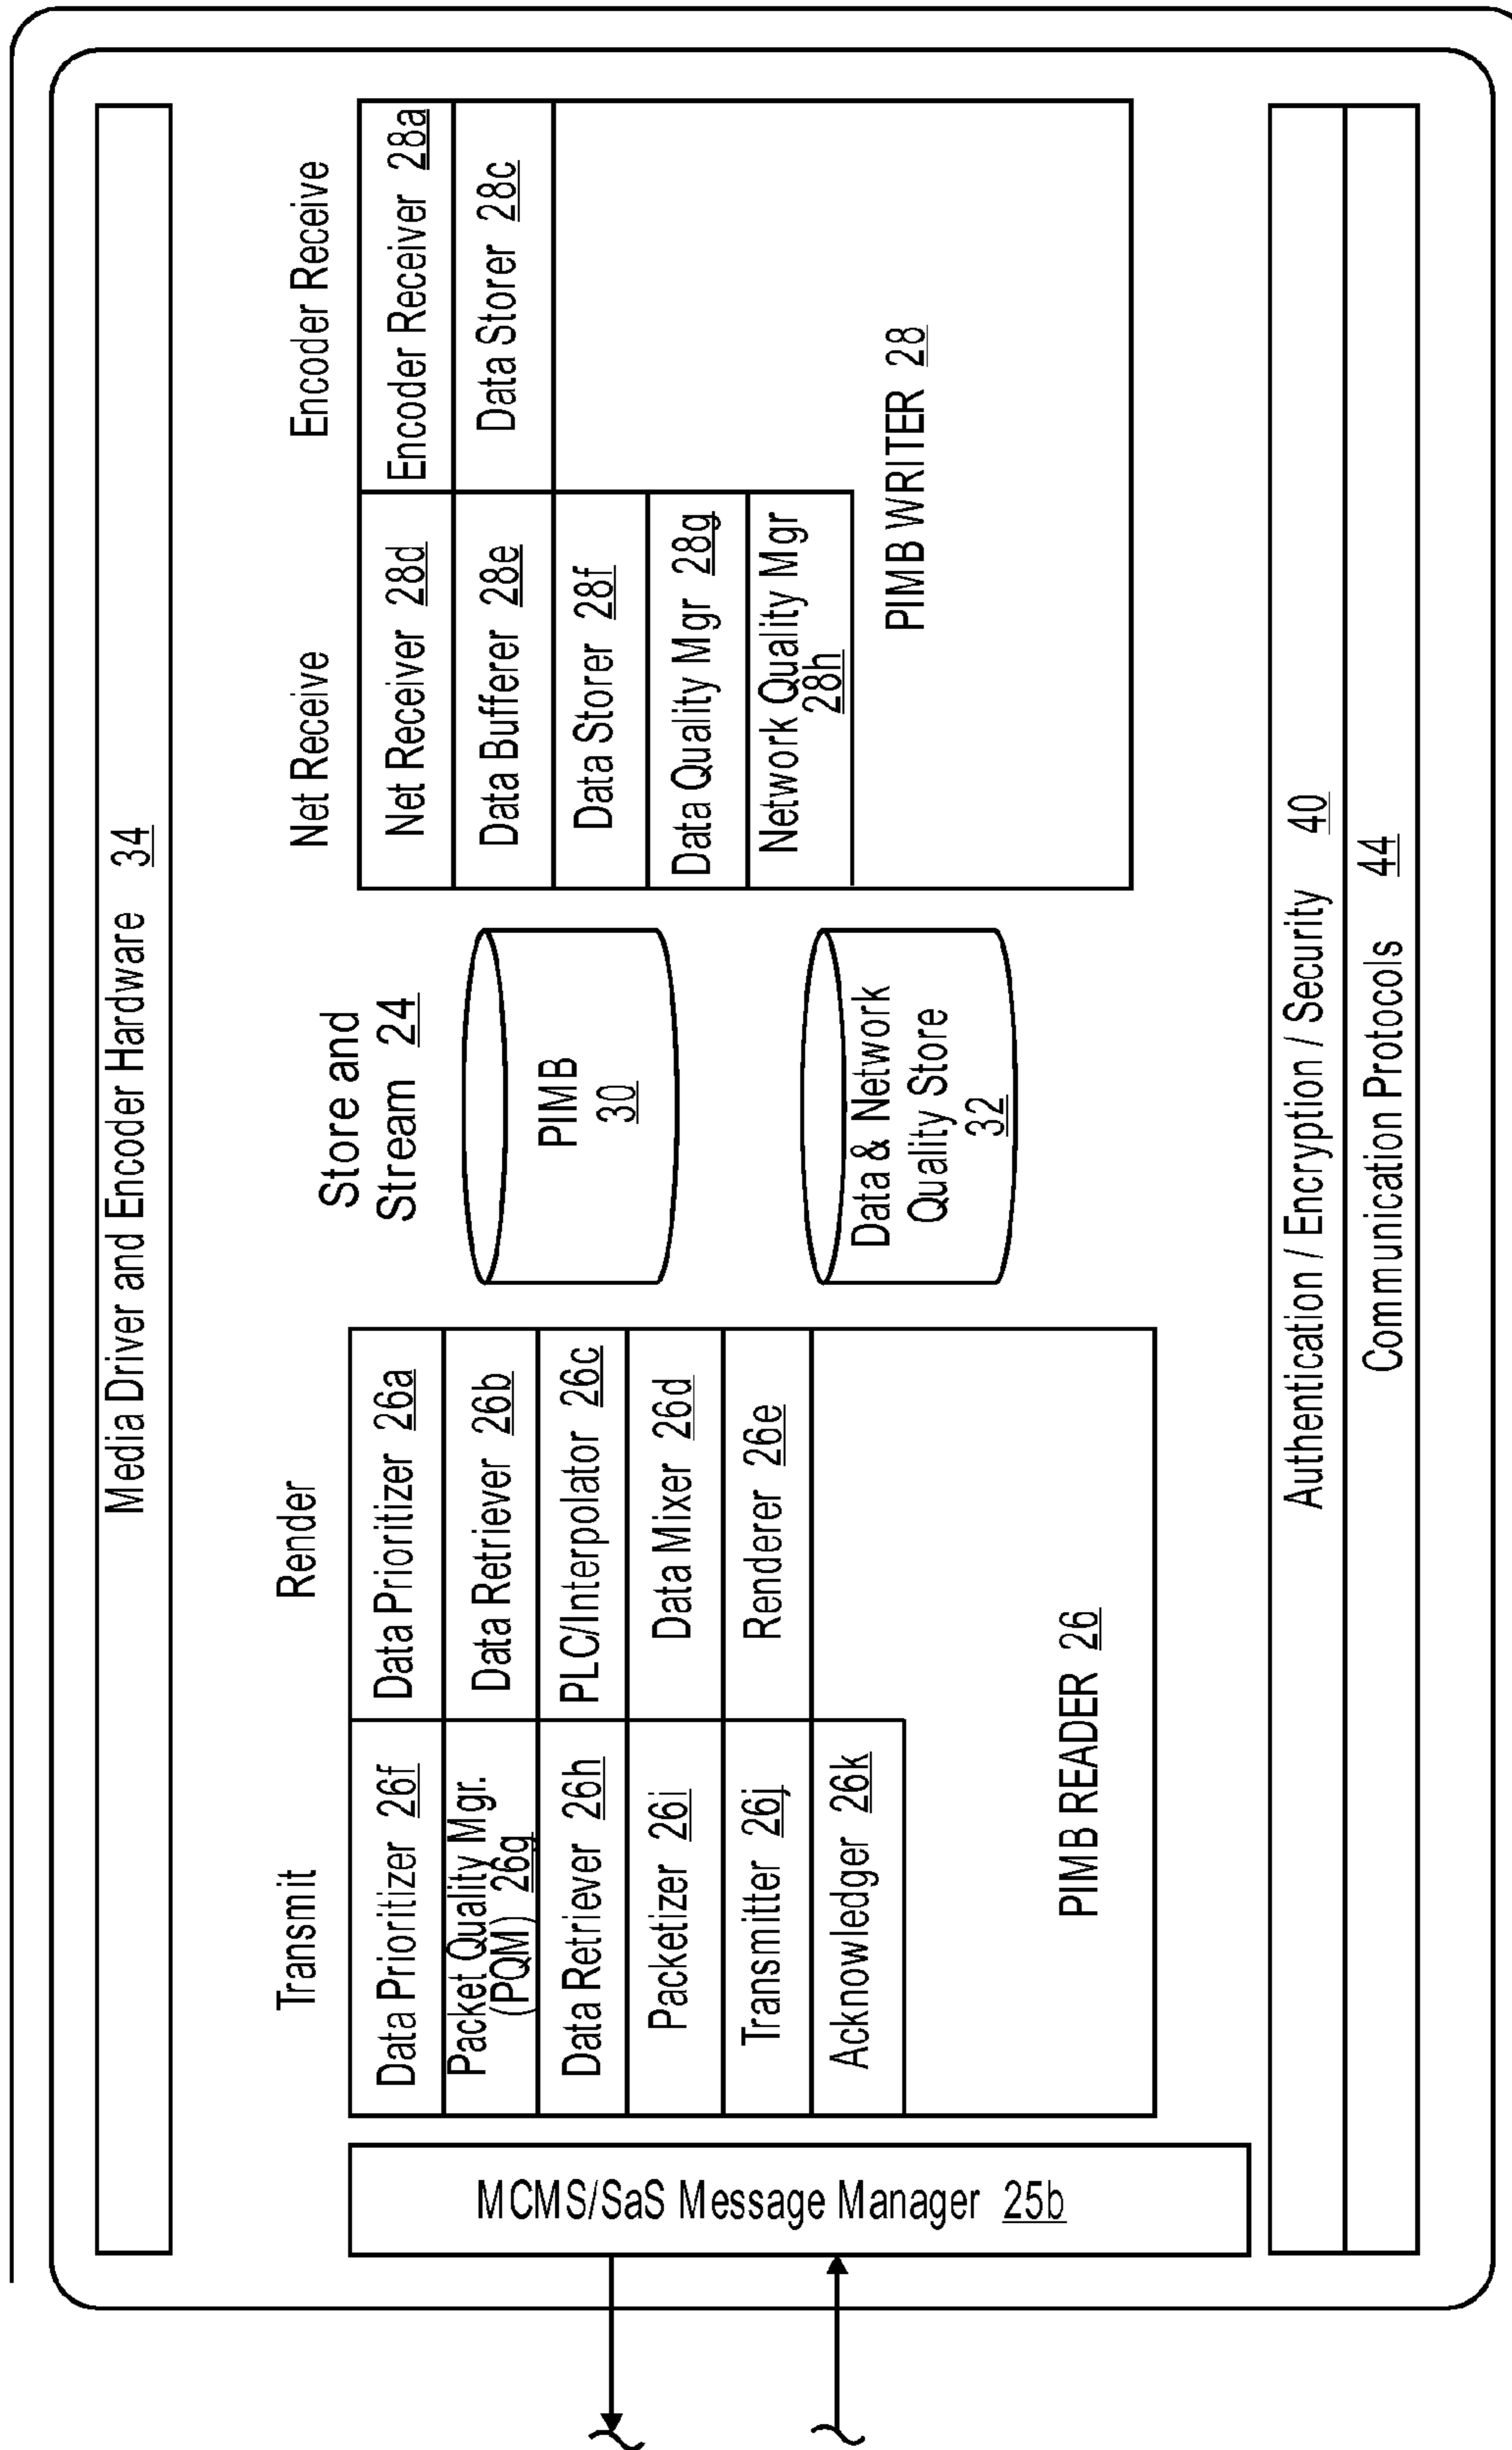 Media Driver and Encoder Hardware 34
Store and
Stream 24
MCMS/SaS Message Manager 25b
Transmit
Data Prioritizer 26f
Packet Quality Mgr.
(PQM) 26g
Data Retriever 26h
Packetizer 26i
Transmitter 26j
Acknowledger 26k
Render
Data Prioritizer 26a
Data Retriever 26b
PLC/Interpolator 26c
Data Mixer 26d
Renderer 26e
PIMB READER 26
PIMB
30
Data & Network
Quality Store
32
Net Receive
Net Receiver 28d
Data Bufferer 28e
Data Storer 28f
Data Quality Mgr 28g
Network Quality Mgr
28h
Encoder Receive
Encoder Receiver 28a
Data Storer 28c
PIMB WRITER 28
Authentication / Encryption / Security 40
Communication Protocols 44